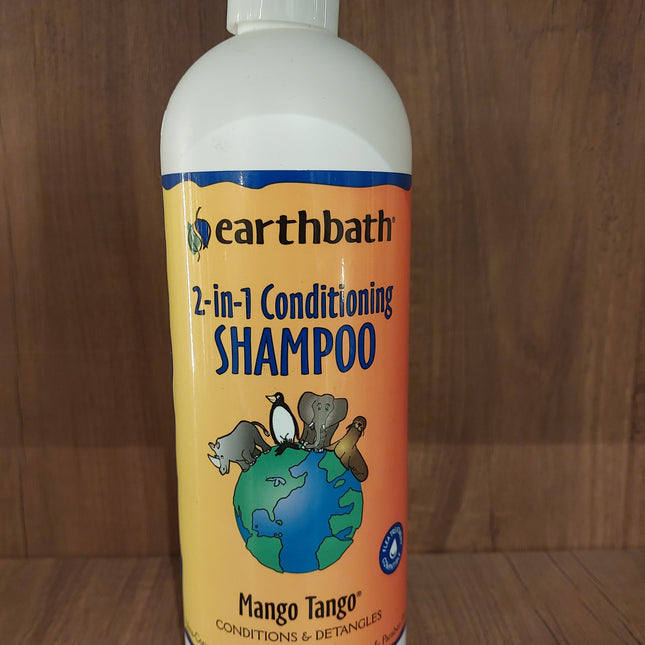 earthbath®
2-in-1 Conditioning
SHAMPOO
Mango Tango®
CONDITIONS & DETANGLES